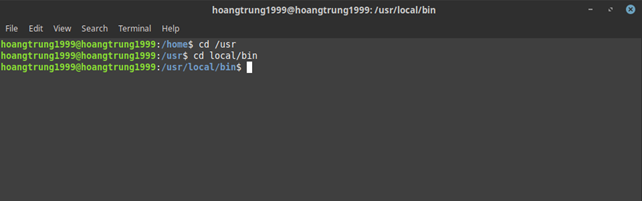 hoangtrung1999@hoangtrung1999: /usr/local/bin
File Edit View Search Terminal Help
hoangtrung1999@hoangtrung1999:/home$ cd /usr
hoangtrung1999@hoangtrung1999:/usr$ cd local/bin
hoangtrung1999@hoangtrung1999:/usr/local/bin$